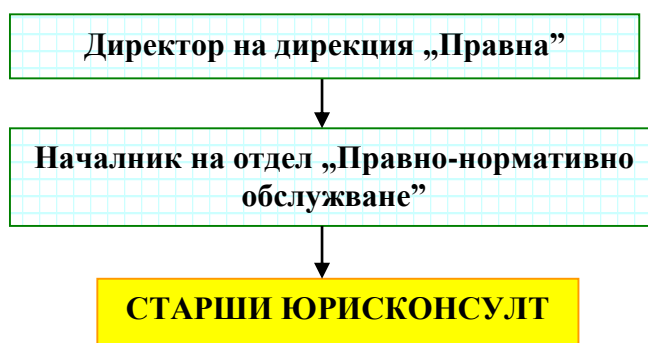 Директор на дирекция „Правна”
Началник на отдел „Правно-нормативно
обслужване”
СТАРШИ ЮРИСКОНСУЛТ